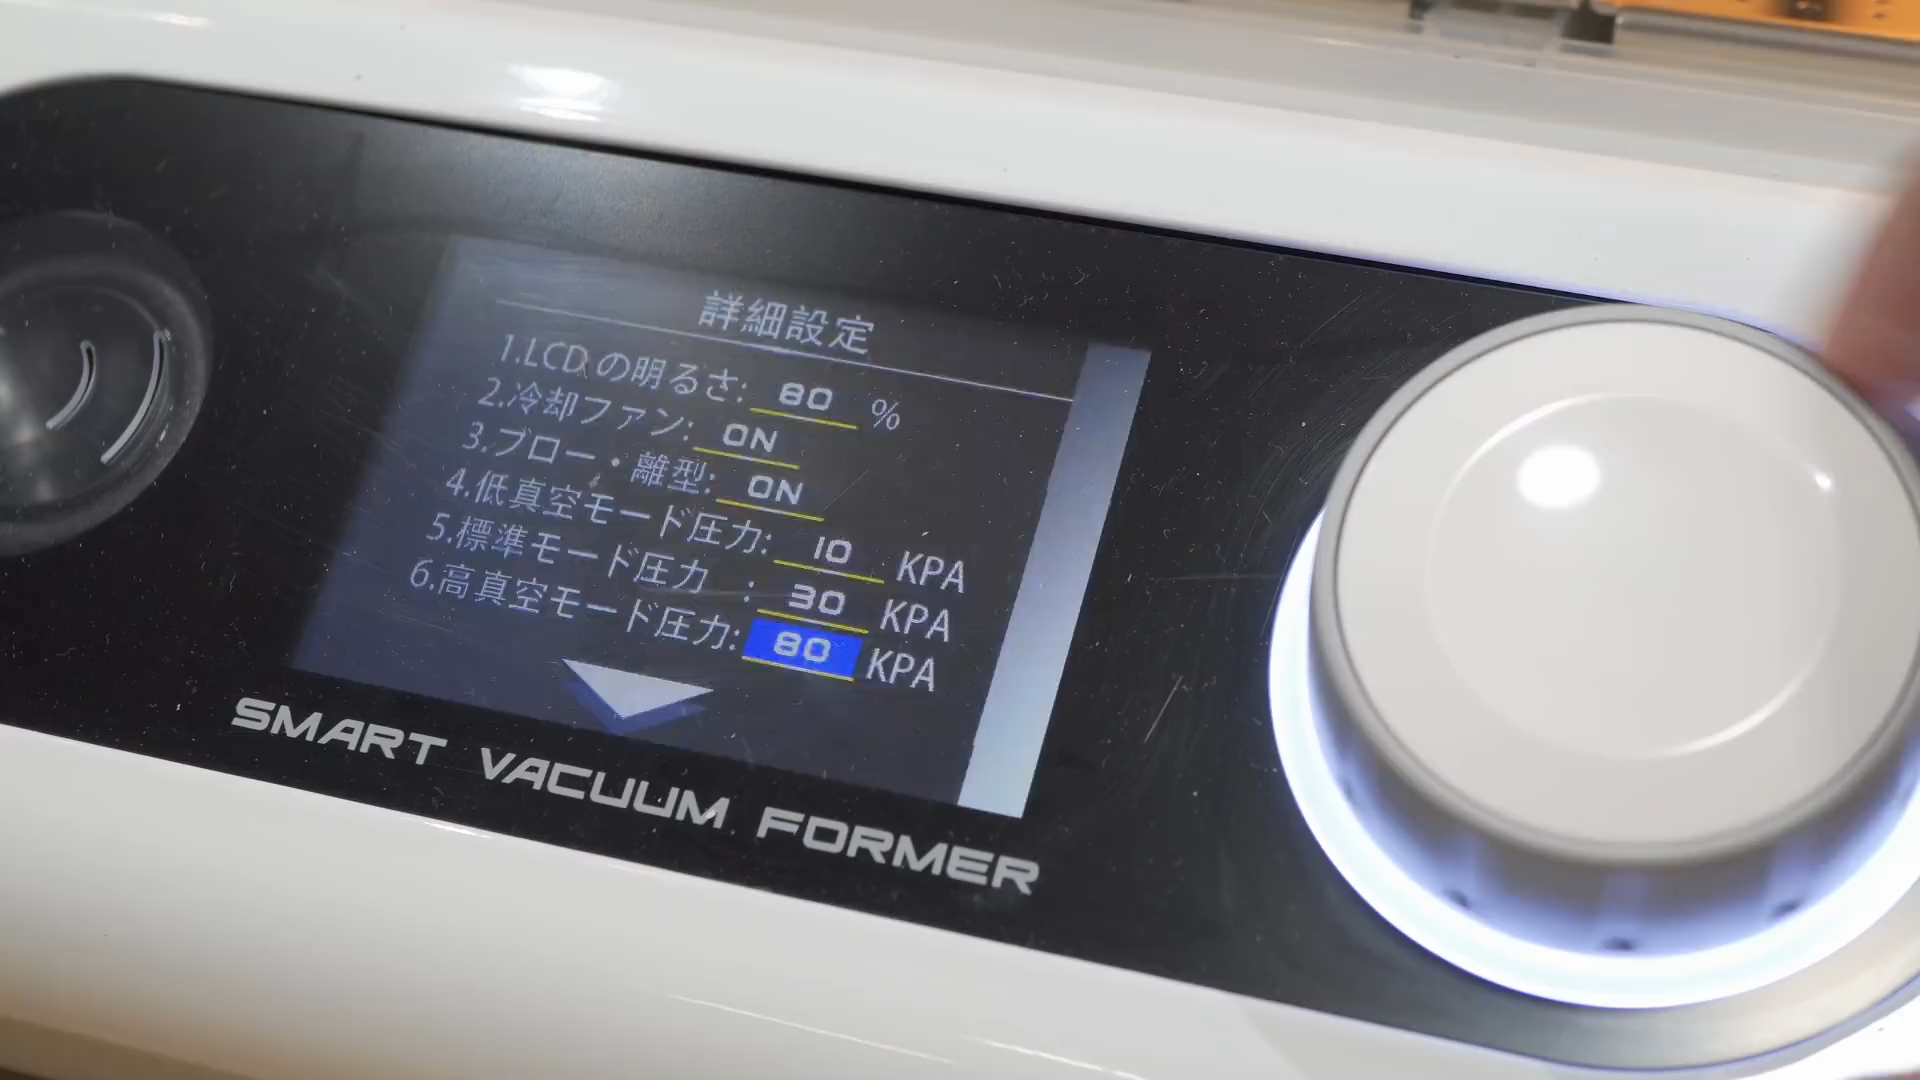 詳細設定
1.LCDの明るさ: 80 %
2.冷却ファン: ON
3.ブロー・離型: ON
4.低真空モード圧力: 10 KPA
5.標準モード圧力 : 30 KPA
6.高真空モード圧力: 80 KPA
SMART VACUUM FORMER